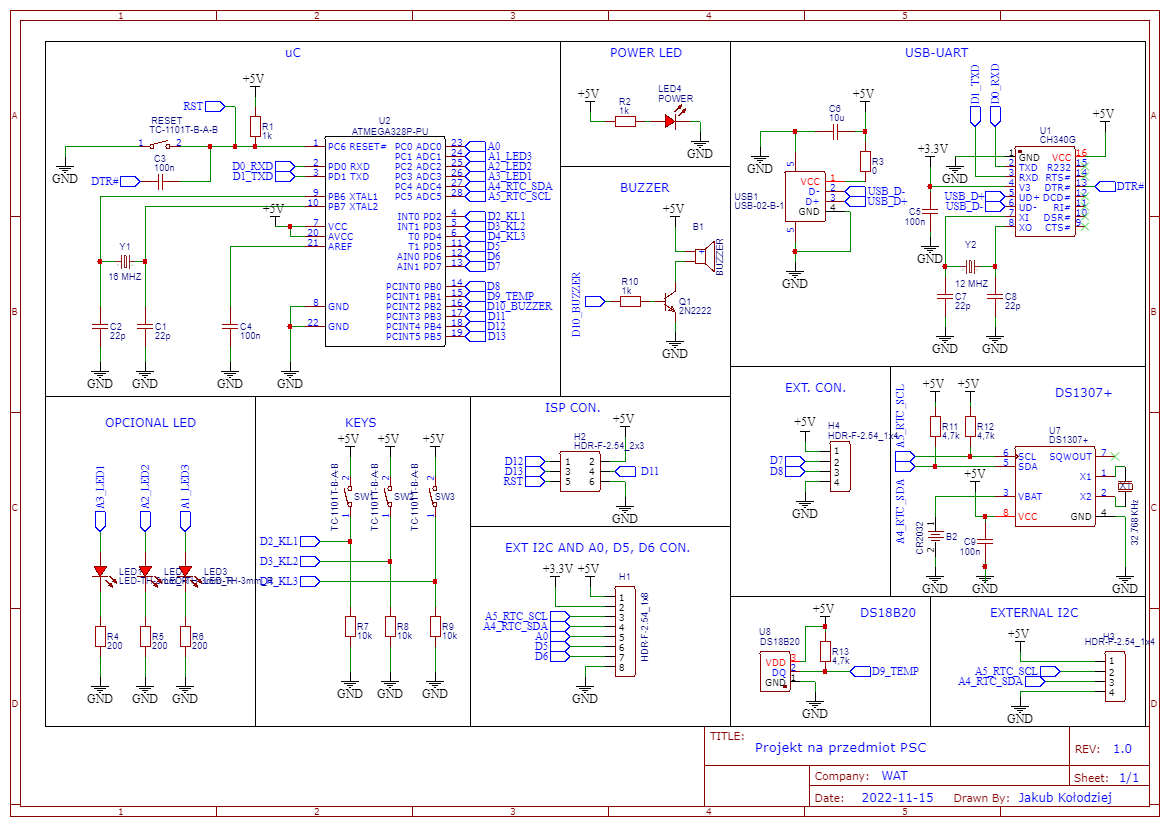 1 2 3 4 5
A
B
C
D
A
B
C
D
uC
+5V
RST
R1
1k
RESET
TC-1101T-B-A-B
GND
C3
100n
DTR#
D0_RXD
D1_TXD
U2
ATMEGA328P-PU
1 PC6 RESET#
2 PD0 RXD
3 PD1 TXD
9 PB6 XTAL1
10 PB7 XTAL2
7 VCC
20 AVCC
21 AREF
8 GND
22 GND
PC0 ADC0 23 A0
PC1 ADC1 24 A1_LED3
PC2 ADC2 25 A2_LED2
PC3 ADC3 26 A3_LED1
PC4 ADC4 27 A4_RTC_SDA
PC5 ADC5 28 A5_RTC_SCL
INT0 PD2 4 D2_KL1
INT1 PD3 5 D3_KL2
T0 PD4 6 D4_KL3
T1 PD5 11 D5
AIN0 PD6 12 D6
AIN1 PD7 13 D7
PCINT0 PB0 14 D8
PCINT1 PB1 15 D9_TEMP
PCINT2 PB2 16 D10_BUZZER
PCINT3 PB3 17 D11
PCINT4 PB4 18 D12
PCINT5 PB5 19 D13
+5V
Y1
16 MHZ
C2
22p
C1
22p
C4
100n
GND GND GND GND
POWER LED
+5V
R2
1k
LED4
POWER
GND
BUZZER
+5V
B1
BUZZER
D10_BUZZER
R10
1k
Q1
2N2222
GND
USB-UART
C6
10u
+5V
GND
R3
0
USB1
USB-02-B-1
5
VCC 1
D- 2 USB_D-
D+ 3 USB_D+
GND 4
5
GND
D1_TXD
D0_RXD
+5V
U1
CH340G
+3.3V
GND
1 GND
2 TXD
3 RXD
4 V3
5 UD+
6 UD-
7 XI
8 XO
VCC 16
R232 15
RTS# 14
DTR# 13
DCD# 12
RI# 11
DSR# 10
CTS# 9
DTR#
USB_D+
USB_D-
C5
100n
GND
Y2
12 MHZ
C7
22p
C8
22p
GND GND
OPCIONAL LED
A3_LED1
A2_LED2
A1_LED3
LED3
R4
200
R5
200
R6
200
GND GND GND
KEYS
+5V +5V +5V
TC-1101T-B-A-B
TC-1101T-B-A-B
TC-1101T-B-A-B
2 2 2
1 1 1
SW3
D2_KL1
D3_KL2
R7
10k
R8
10k
R9
10k
GND GND GND
ISP CON.
+5V
H2
HDR-F-2.54_2x3
D12 1 2
D13 3 4 D11
RST 5 6
GND
EXT I2C AND A0, D5, D6 CON.
+3.3V +5V
H1
HDR-F-2.54_1x8
1
2
A5_RTC_SCL 3
A4_RTC_SDA 4
A0 5
D5 6
D6 7
8
GND
EXT. CON.
+5V
H4
HDR-F-2.54_1x4
1
D7 2
D8 3
4
GND
DS1307+
A5_RTC_SCL
A4_RTC_SDA
+5V +5V
R11
4,7k
R12
4,7k
U7
DS1307+
6 SCL
5 SDA
3 VBAT
8 VCC
SQWOUT 7
X1 1
X2 2
GND 4
X1
32.768KHz
+5V
CR2032
1
2
B2
C9
100n
GND GND GND
DS18B20
+5V
U8
DS18B20
VDD 3
DQ 2
GND 1
R13
4,7k
D9_TEMP
GND
EXTERNAL I2C
+5V
H3
HDR-F-2.54_1x4
1
A5_RTC_SCL 2
A4_RTC_SDA 3
4
GND
TITLE:
Projekt na przedmiot PSC
REV: 1.0
Company: WAT
Sheet: 1/1
Date: 2022-11-15 Drawn By: Jakub Kołodziej
1 2 3 4 5